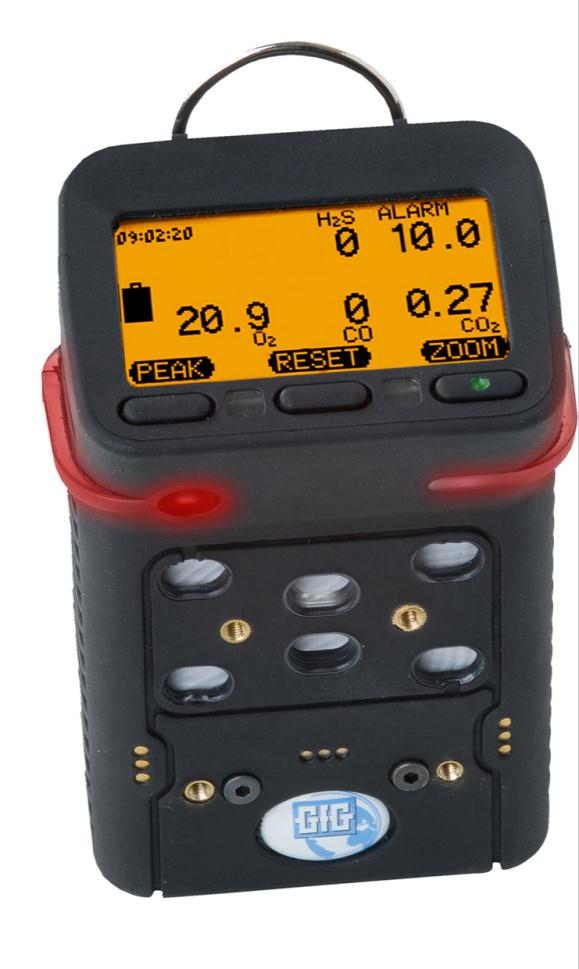 H2S ALARM
09:02:20 0 10.0
20.9 0 0.27
O2 CO CO2
PEAK RESET ZOOM
GfG